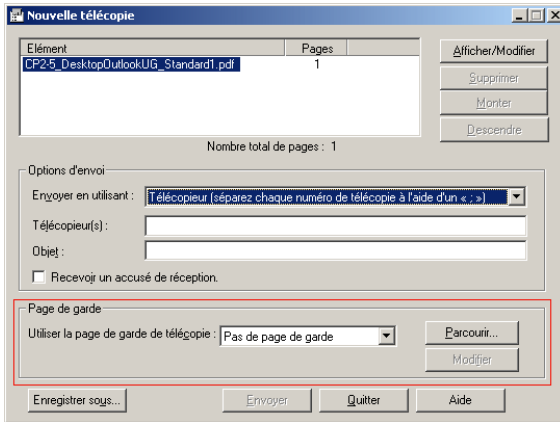 Nouvelle télécopie
Elément Pages
CP2-5_DesktopOutlookUG_Standard1.pdf 1
Afficher/Modifier
Supprimer
Monter
Descendre
Nombre total de pages : 1
Options d'envoi
Envoyer en utilisant : Télécopieur (séparez chaque numéro de télécopie à l'aide d'un « ; »)
Télécopieur(s) :
Objet :
Recevoir un accusé de réception.
Page de garde
Utiliser la page de garde de télécopie : Pas de page de garde
Parcourir...
Modifier
Enregistrer sous... Envoyer Quitter Aide